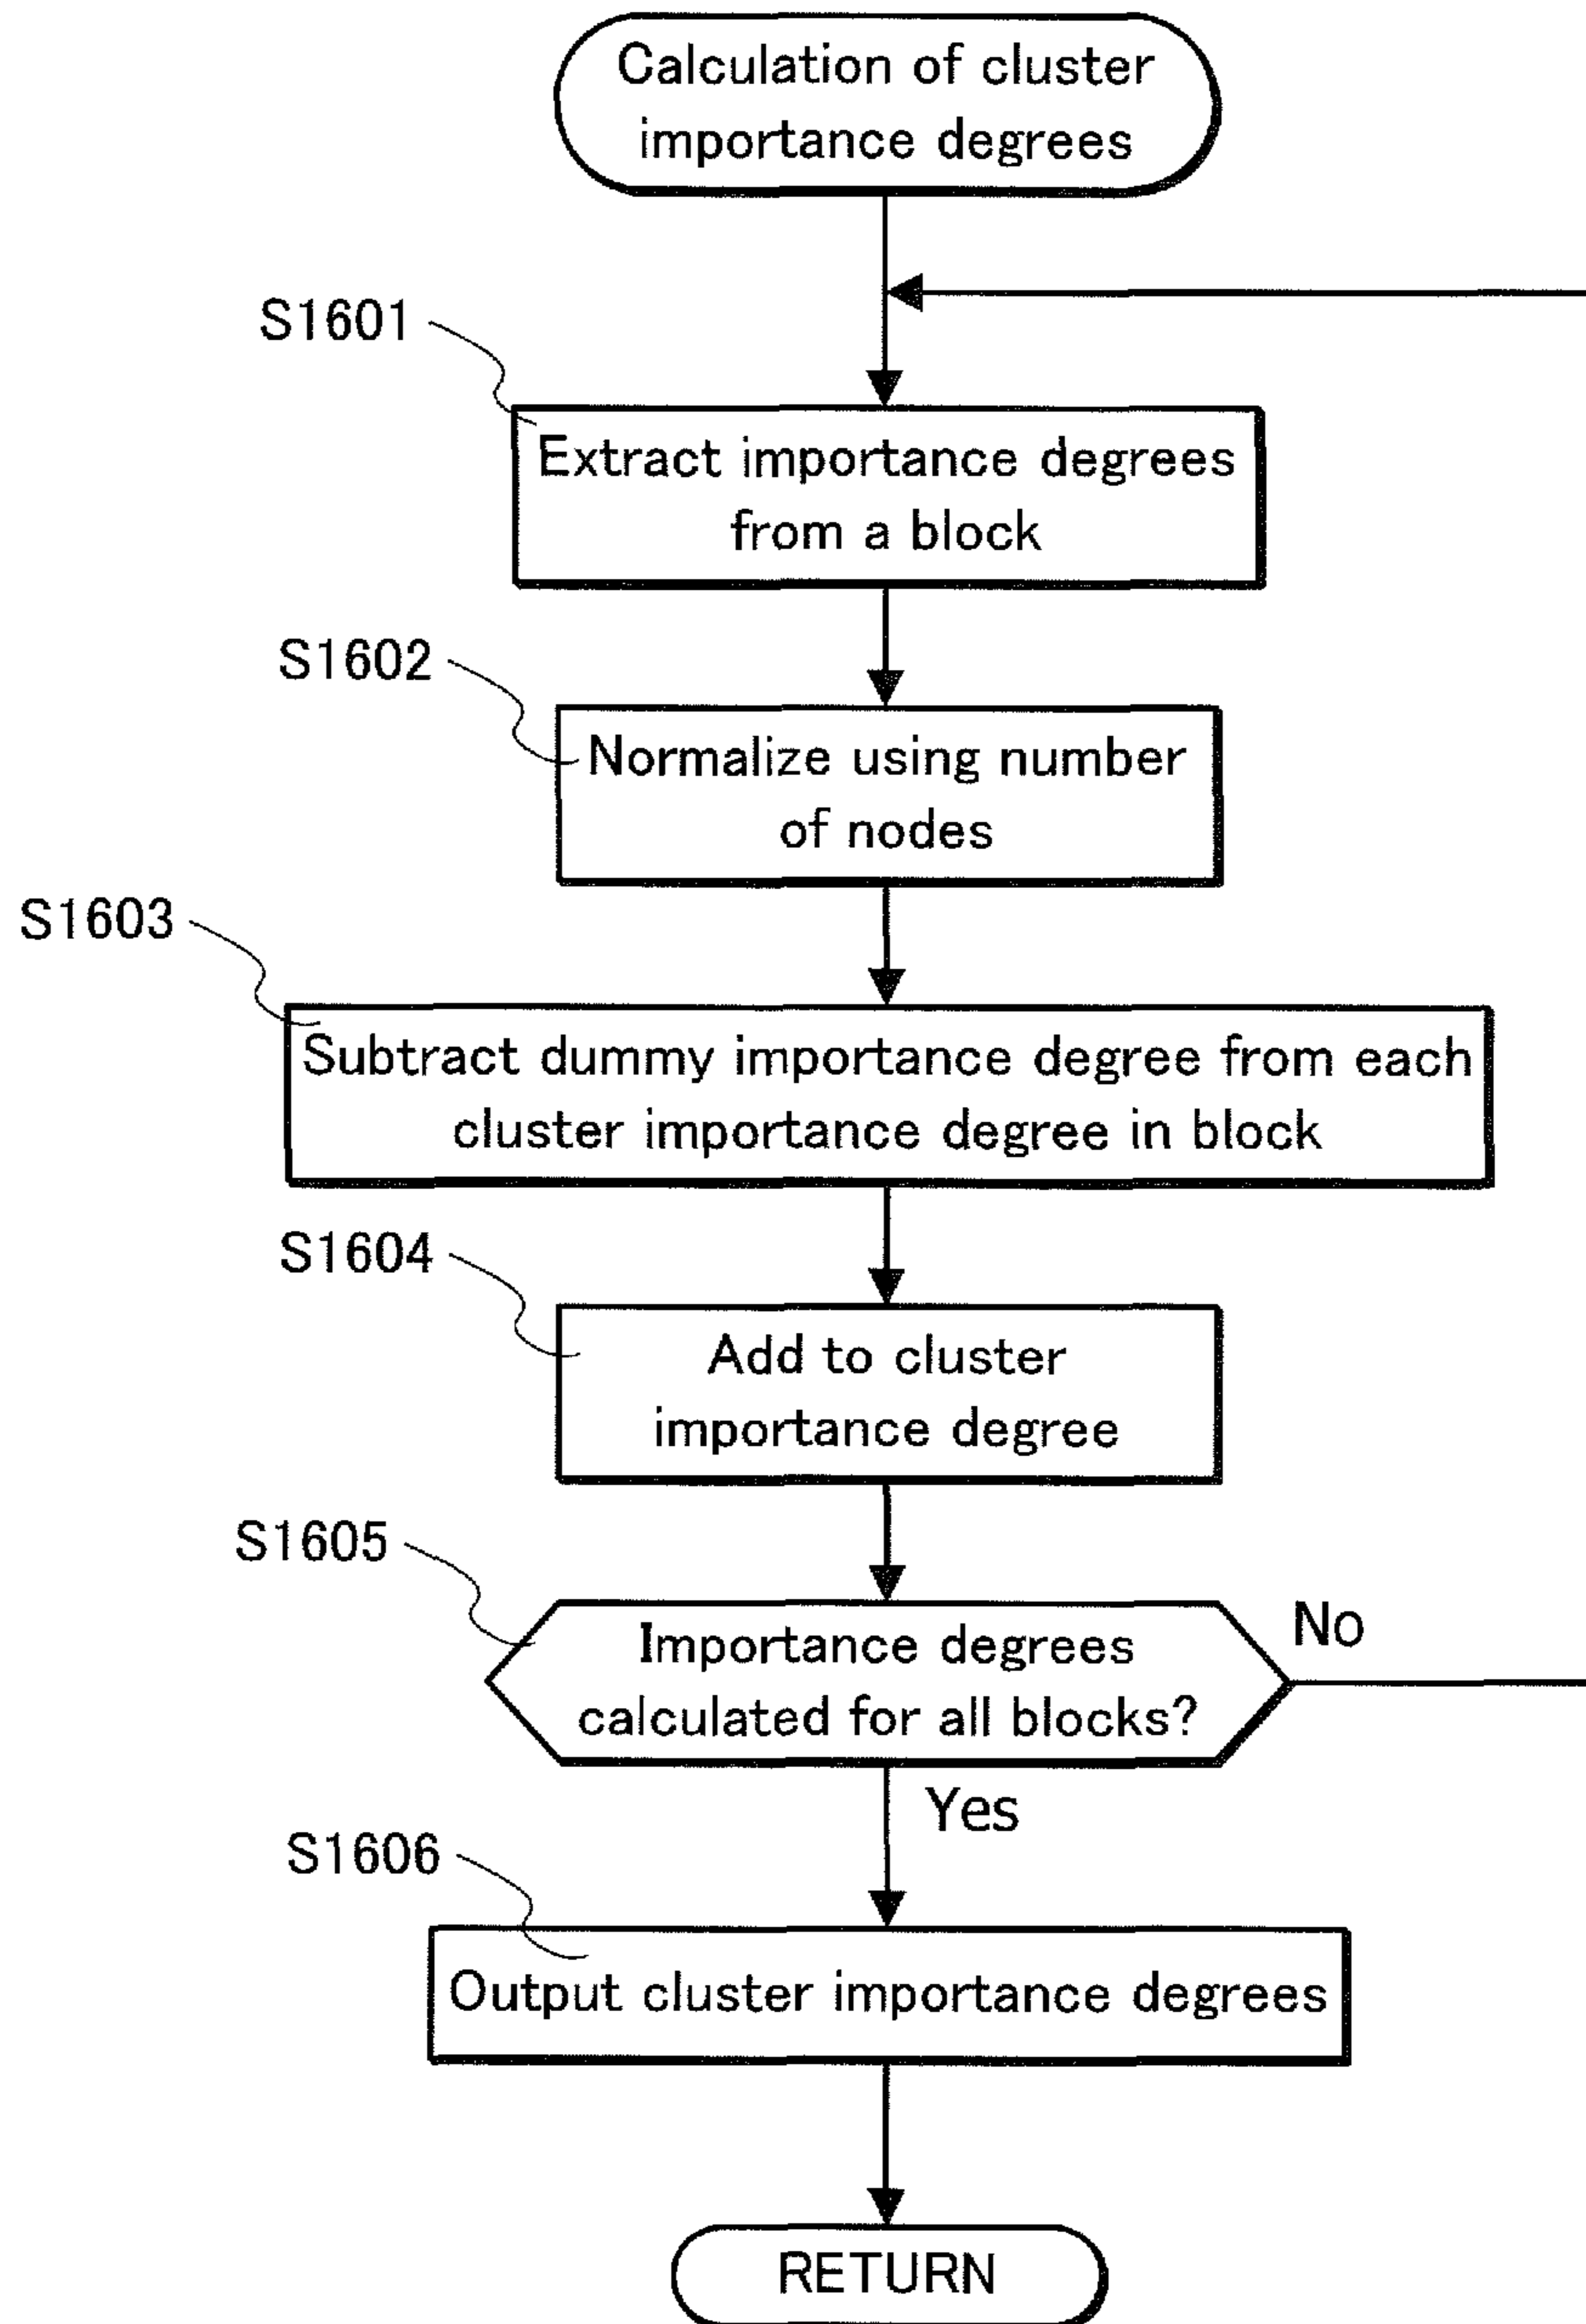 Calculation of cluster
importance degrees
S1601
Extract importance degrees
from a block
S1602
Normalize using number
of nodes
S1603
Subtract dummy importance degree from each
cluster importance degree in block
S1604
Add to cluster
importance degree
S1605
Importance degrees
calculated for all blocks?
No
Yes
S1606
Output cluster importance degrees
RETURN